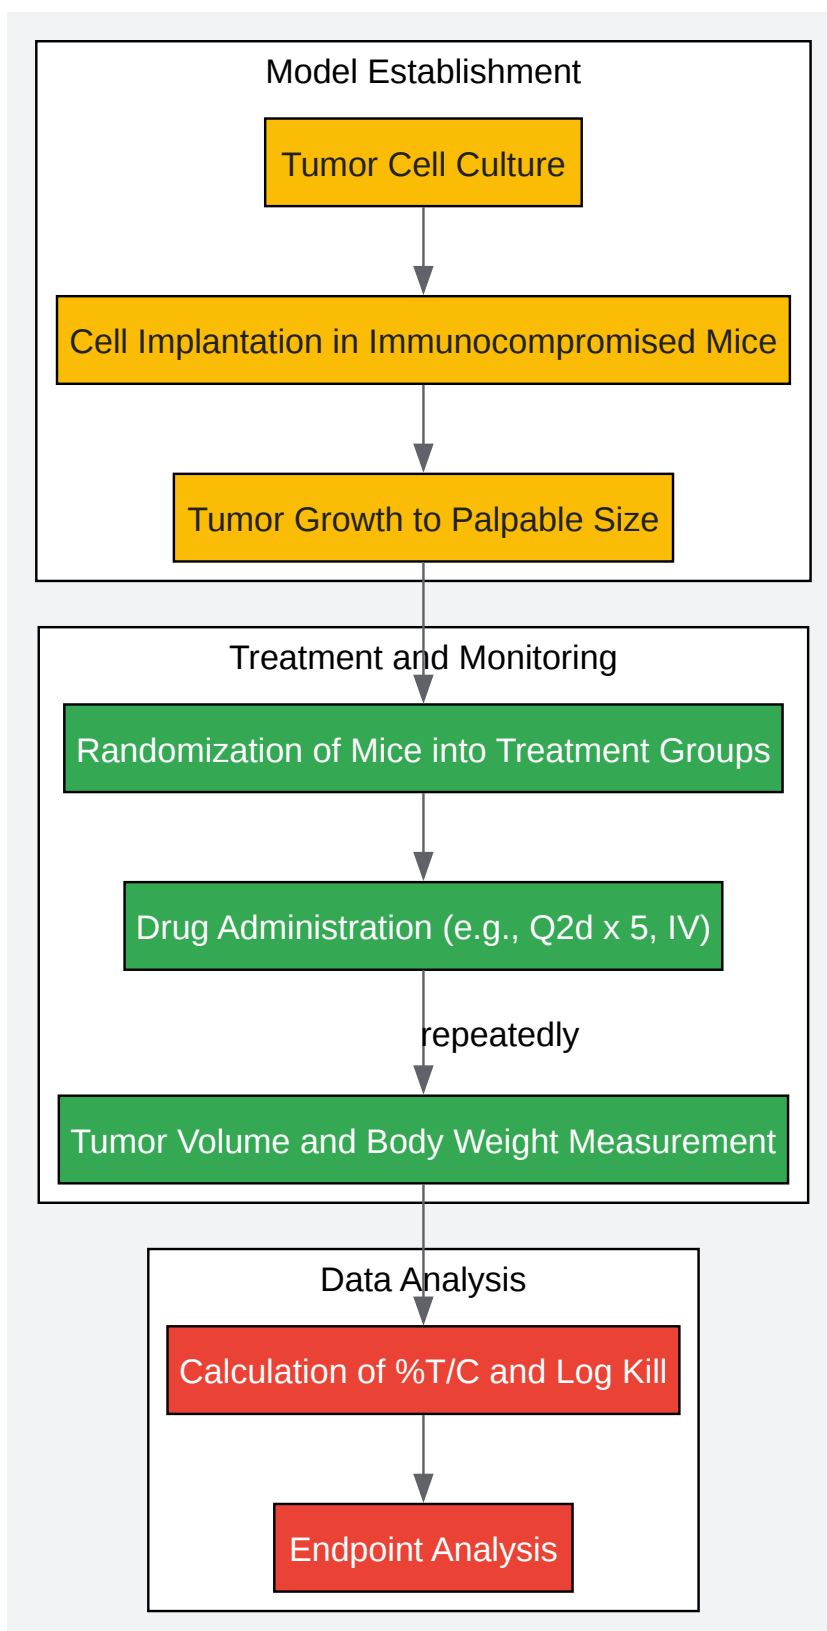 Model Establishment
Tumor Cell Culture
Cell Implantation in Immunocompromised Mice
Tumor Growth to Palpable Size
Treatment and Monitoring
Randomization of Mice into Treatment Groups
Drug Administration (e.g., Q2d x 5, IV)
repeatedly
Tumor Volume and Body Weight Measurement
Data Analysis
Calculation of %T/C and Log Kill
Endpoint Analysis